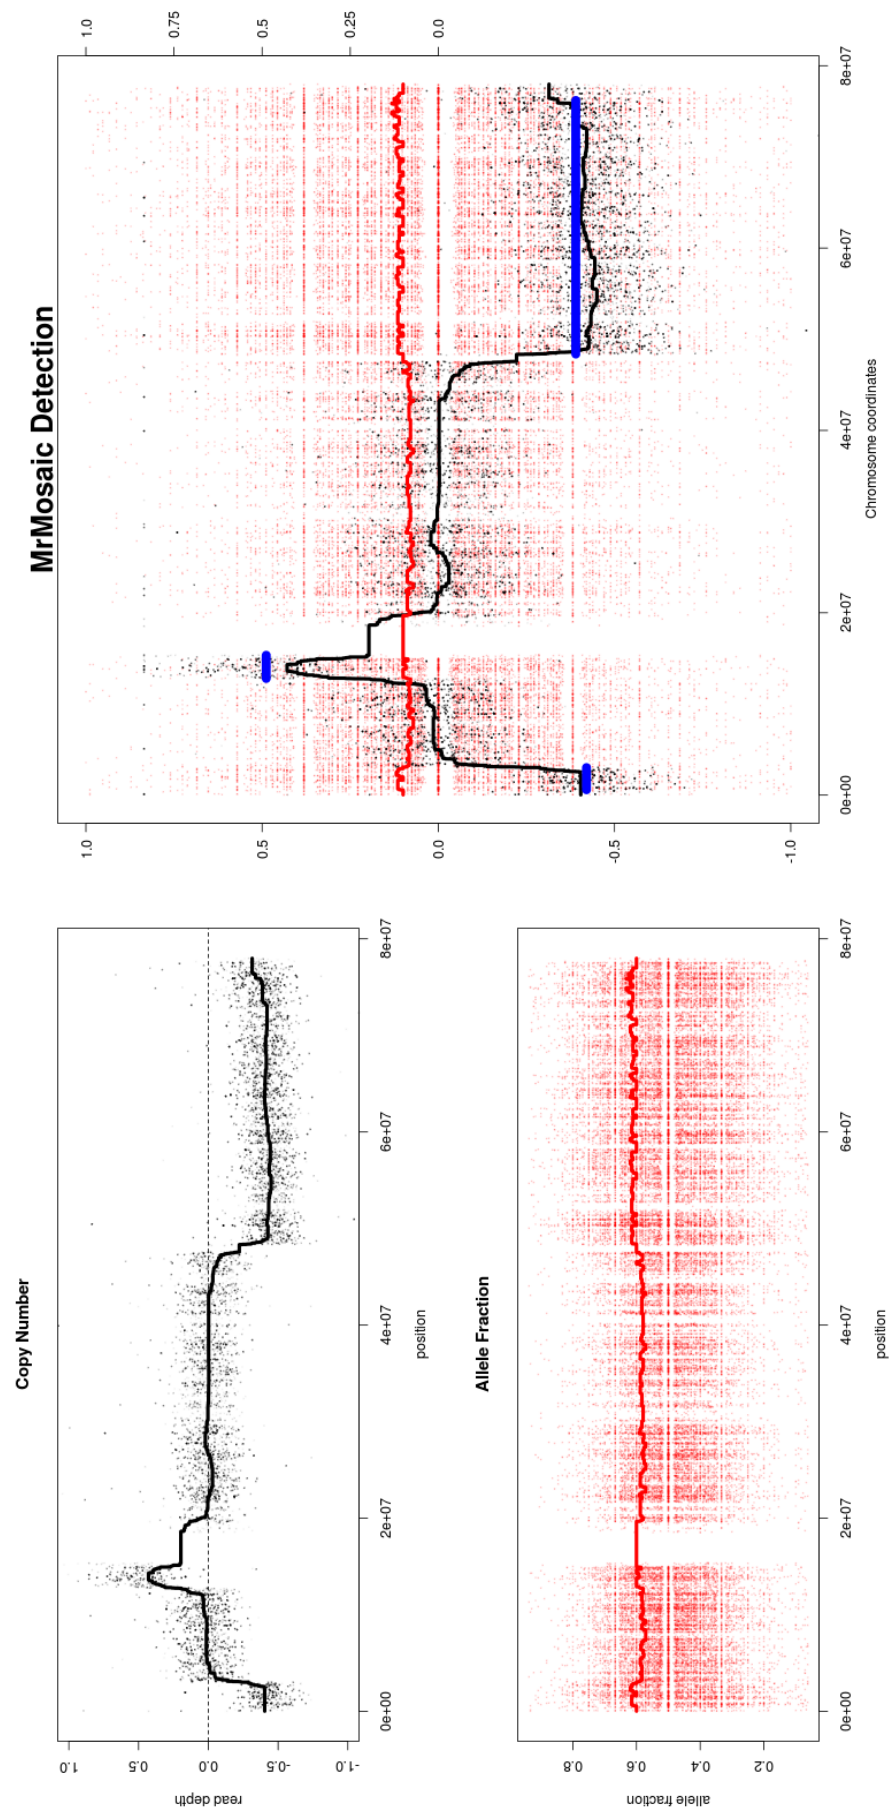 MrMosaic Detection
1.0
0.75
0.5
0.25
0.0
1.0
0.5
0.0
-0.5
-1.0
0e+00
2e+07
4e+07
6e+07
8e+07
Chromosome coordinates
Copy Number
read depth
1.0
0.5
0.0
-0.5
-1.0
0e+00
2e+07
4e+07
6e+07
8e+07
position
Allele Fraction
allele fraction
0.8
0.6
0.4
0.2
0e+00
2e+07
4e+07
6e+07
8e+07
position